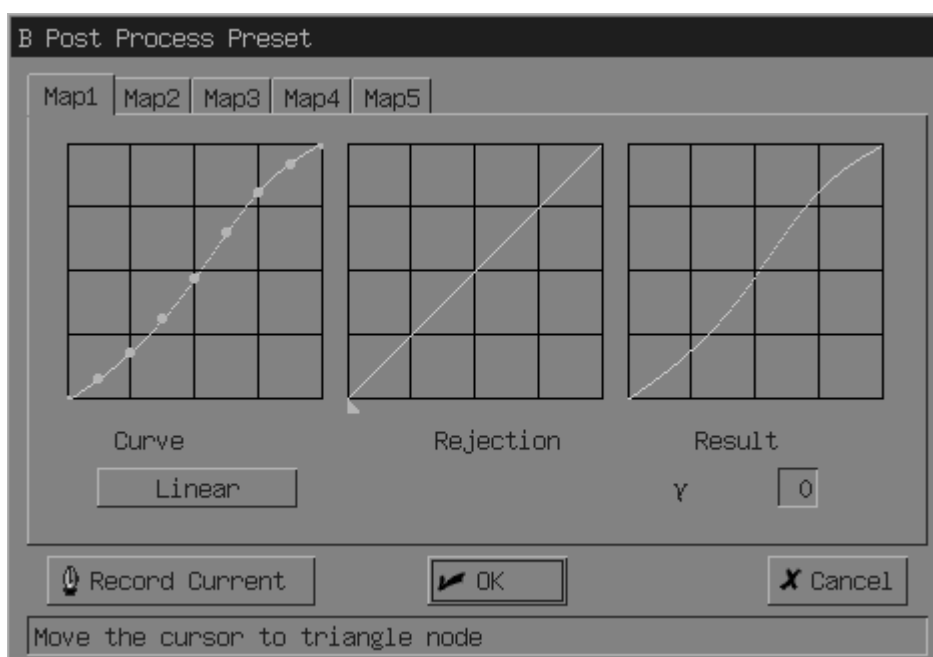 B Post Process Preset
Map1 Map2 Map3 Map4 Map5
Curve Rejection Result
Linear γ 0
Record Current OK Cancel
Move the cursor to triangle node